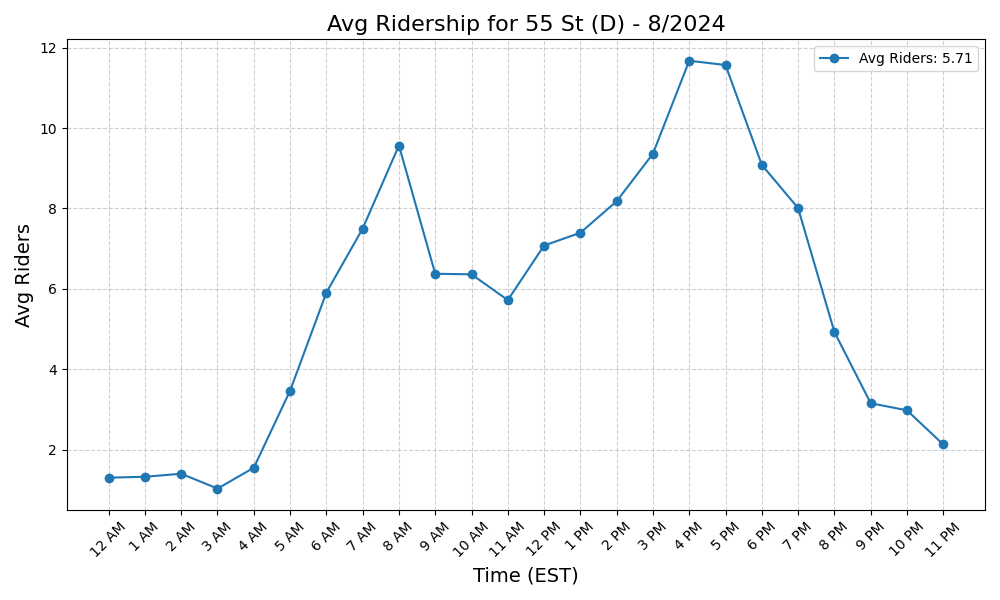 Avg Ridership for 55 St (D) - 8/2024
Avg Riders: 5.71
Avg Riders
12
10
8
6
4
2
12 AM
1 AM
2 AM
3 AM
4 AM
5 AM
6 AM
7 AM
8 AM
9 AM
10 AM
11 AM
12 PM
1 PM
2 PM
3 PM
4 PM
5 PM
6 PM
7 PM
8 PM
9 PM
10 PM
11 PM
Time (EST)